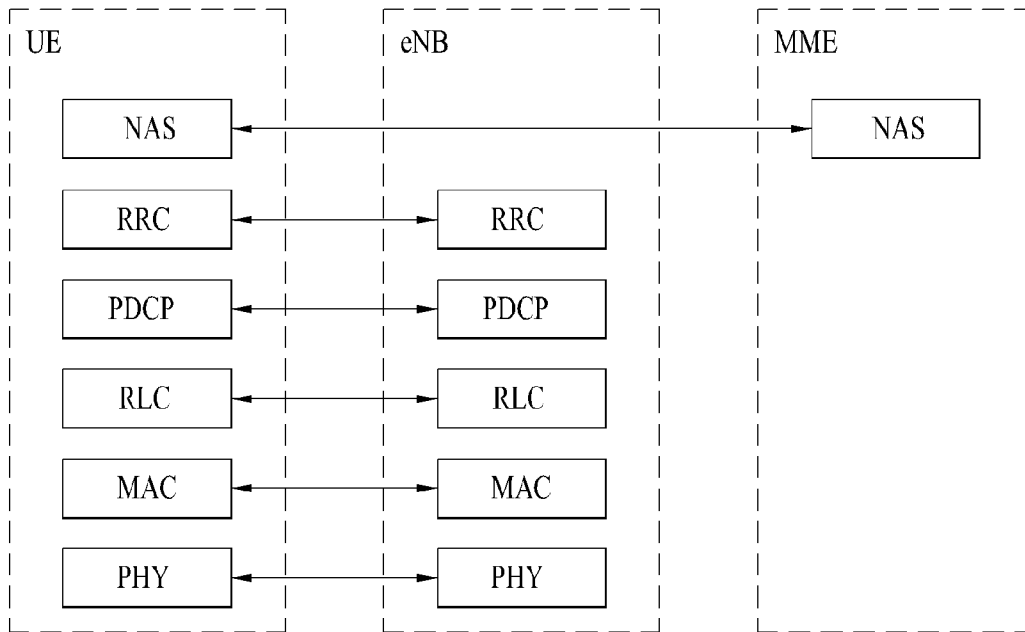 UE eNB MME
NAS NAS
RRC RRC
PDCP PDCP
RLC RLC
MAC MAC
PHY PHY